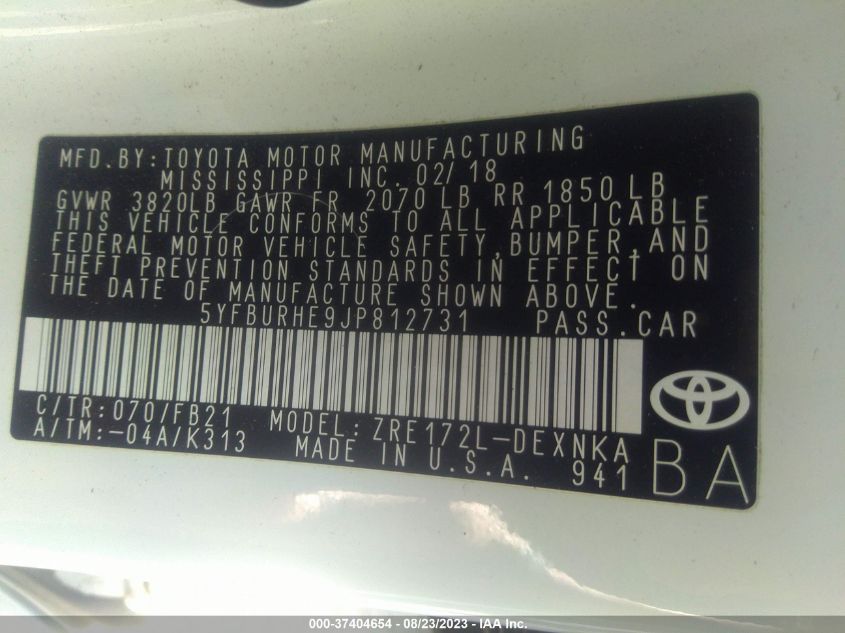 MFD.BY:TOYOTA MOTOR MANUFACTURING
MISSISSIPPI INC. 02/18
GVWR 3820LB GAWR FR 2070 LB RR 1850 LB
THIS VEHICLE CONFORMS TO ALL APPLICABLE
FEDERAL MOTOR VEHICLE SAFETY,BUMPER,AND
THEFT PREVENTION STANDARDS IN EFFECT ON
THE DATE OF MANUFACTURE SHOWN ABOVE.
5YFBURHE9JP812731 PASS.CAR
C/TR:070/FB21 MODEL:ZRE172L-DEXNKA
A/TM:-04A/K313 MADE IN U.S.A. 941
BA
000-37404654 - 08/23/2023 - IAA Inc.